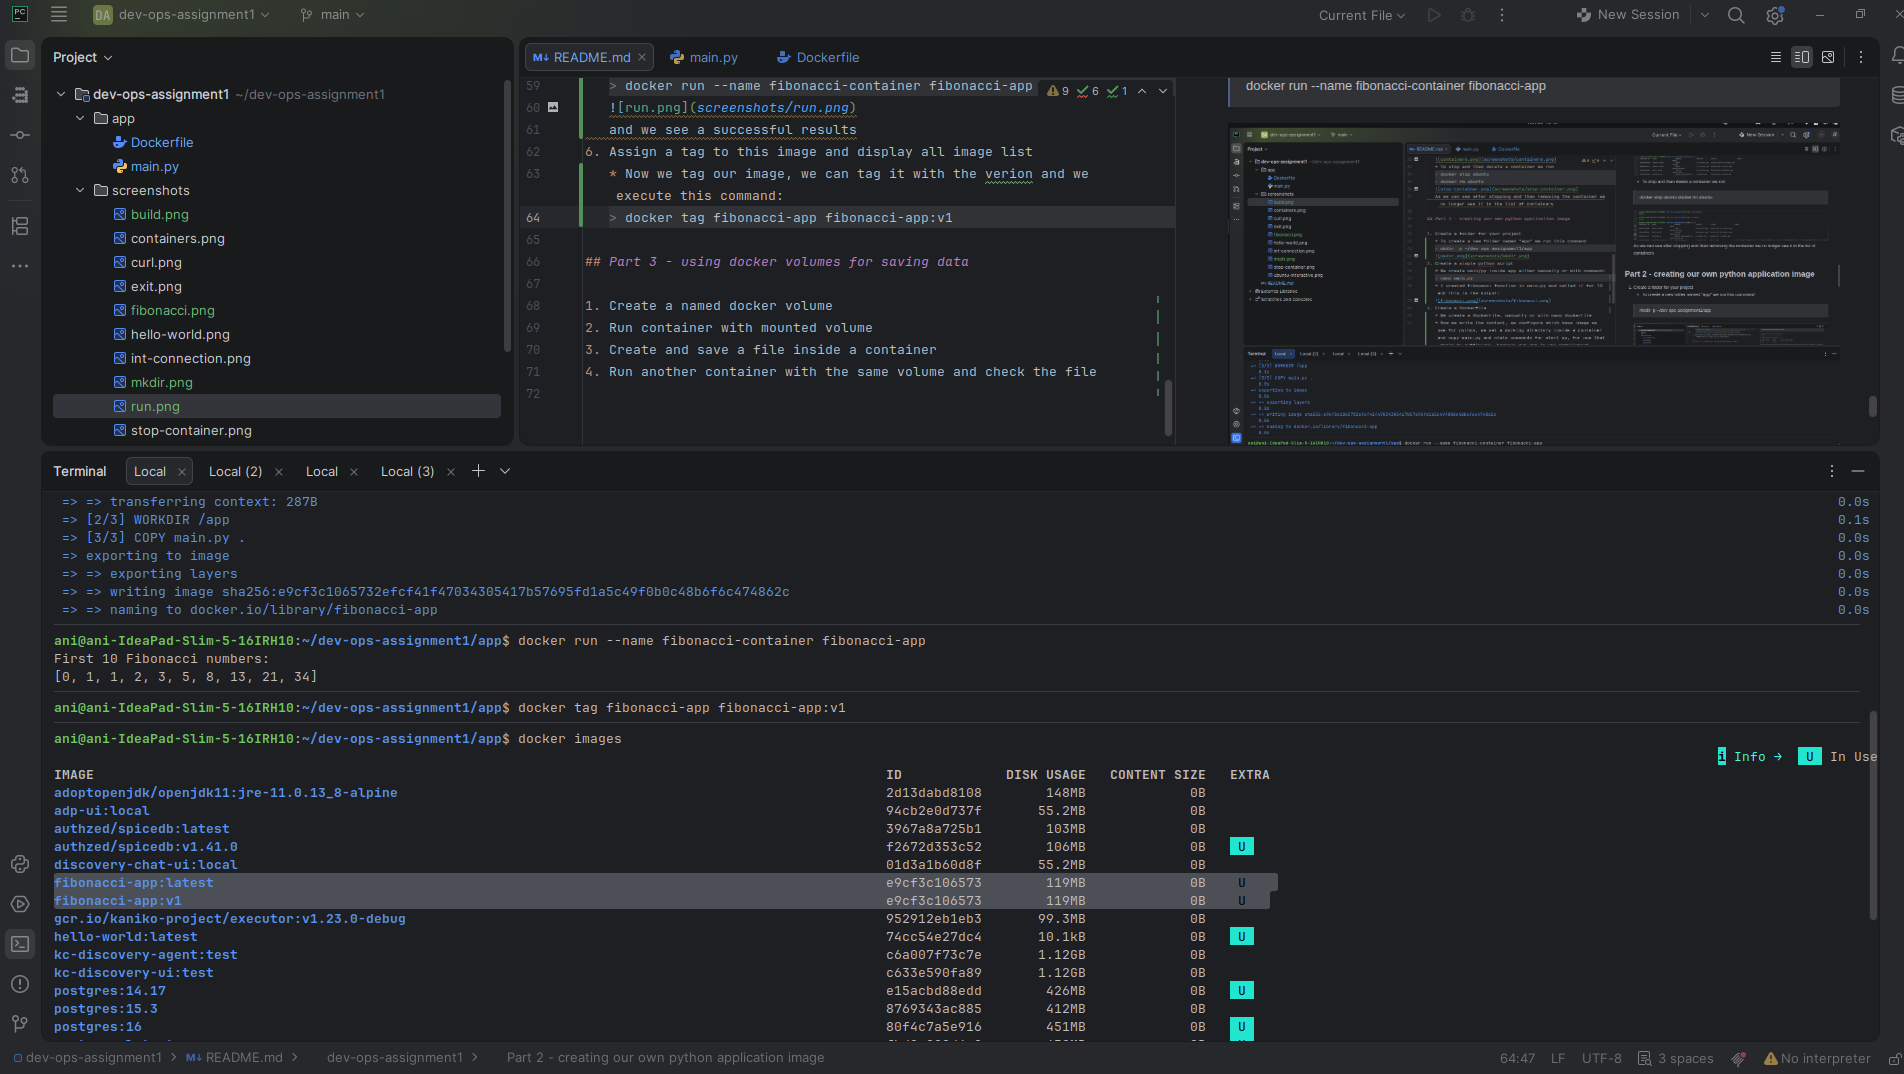 PC
DA dev-ops-assignment1
main
Current File
New Session
Project
dev-ops-assignment1 ~/dev-ops-assignment1
app
Dockerfile
main.py
screenshots
build.png
containers.png
curl.png
exit.png
fibonacci.png
hello-world.png
int-connection.png
mkdir.png
run.png
stop-container.png
README.md
main.py
Dockerfile
9 6 1
59 > docker run --name fibonacci-container fibonacci-app
60 ![run.png](screenshots/run.png)
61 and we see a successful results
62 6. Assign a tag to this image and display all image list
63 * Now we tag our image, we can tag it with the verion and we
execute this command:
64 > docker tag fibonacci-app fibonacci-app:v1
65
66 ## Part 3 - using docker volumes for saving data
67
68 1. Create a named docker volume
69 2. Run container with mounted volume
70 3. Create and save a file inside a container
71 4. Run another container with the same volume and check the file
72
docker run --name fibonacci-container fibonacci-app
Part 2 - creating our own python application image
Terminal Local Local (2) Local Local (3)
=> => transferring context: 287B 0.0s
=> [2/3] WORKDIR /app 0.1s
=> [3/3] COPY main.py . 0.0s
=> exporting to image 0.0s
=> => exporting layers 0.0s
=> => writing image sha256:e9cf3c1065732efcf41f47034305417b57695fd1a5c49f0b0c48b6f6c474862c 0.0s
=> => naming to docker.io/library/fibonacci-app 0.0s
ani@ani-IdeaPad-Slim-5-16IRH10:~/dev-ops-assignment1/app$ docker run --name fibonacci-container fibonacci-app
First 10 Fibonacci numbers:
[0, 1, 1, 2, 3, 5, 8, 13, 21, 34]
ani@ani-IdeaPad-Slim-5-16IRH10:~/dev-ops-assignment1/app$ docker tag fibonacci-app fibonacci-app:v1
ani@ani-IdeaPad-Slim-5-16IRH10:~/dev-ops-assignment1/app$ docker images
i Info → U In Use
IMAGE ID DISK USAGE CONTENT SIZE EXTRA
adoptopenjdk/openjdk11:jre-11.0.13_8-alpine 2d13dabd8108 148MB 0B
adp-ui:local 94cb2e0d737f 55.2MB 0B
authzed/spicedb:latest 3967a8a725b1 103MB 0B
authzed/spicedb:v1.41.0 f2672d353c52 106MB 0B U
discovery-chat-ui:local 01d3a1b60d8f 55.2MB 0B
fibonacci-app:latest e9cf3c106573 119MB 0B U
fibonacci-app:v1 e9cf3c106573 119MB 0B U
gcr.io/kaniko-project/executor:v1.23.0-debug 952912eb1eb3 99.3MB 0B
hello-world:latest 74cc54e27dc4 10.1kB 0B U
kc-discovery-agent:test c6a007f73c7e 1.12GB 0B
kc-discovery-ui:test c633e590fa89 1.12GB 0B
postgres:14.17 e15acbd88edd 426MB 0B U
postgres:15.3 8769343ac885 412MB 0B
postgres:16 80f4c7a5e916 451MB 0B U
dev-ops-assignment1 > README.md > dev-ops-assignment1 > Part 2 - creating our own python application image
64:47 LF UTF-8 3 spaces No interpreter